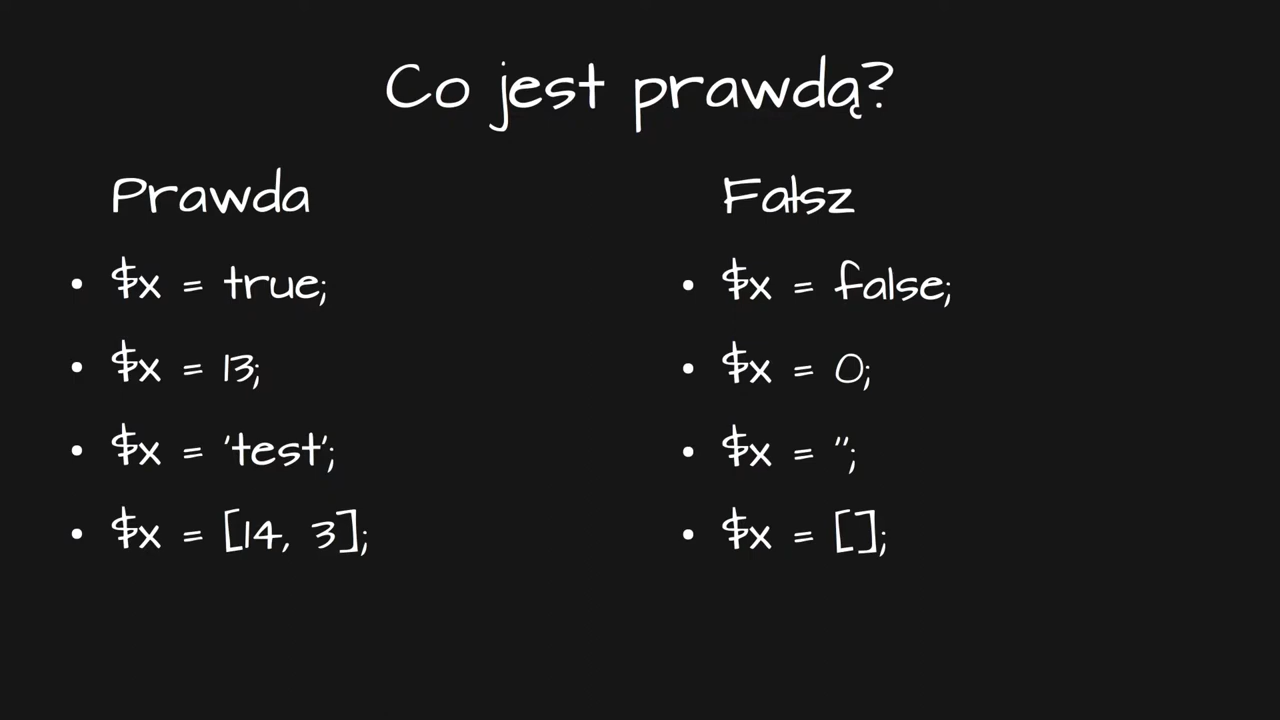 Co jest prawdą?
Prawda
• $x = true;
• $x = 13;
• $x = 'test';
• $x = [14, 3];
Fałsz
• $x = false;
• $x = 0;
• $x = '';
• $x = [];